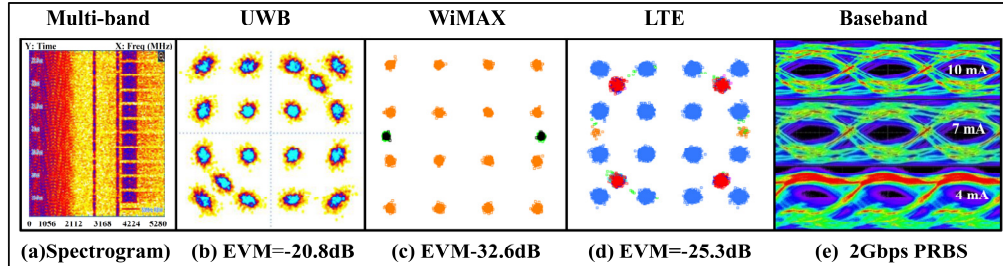 Multi-band UWB WiMAX LTE Baseband
Y: Time X: Freq (MHz)
10 mA
7 mA
4 mA
0 1056 2112 3168 4224 5280
(a)Spectrogram) (b) EVM=-20.8dB (c) EVM-32.6dB (d) EVM=-25.3dB (e) 2Gbps PRBS